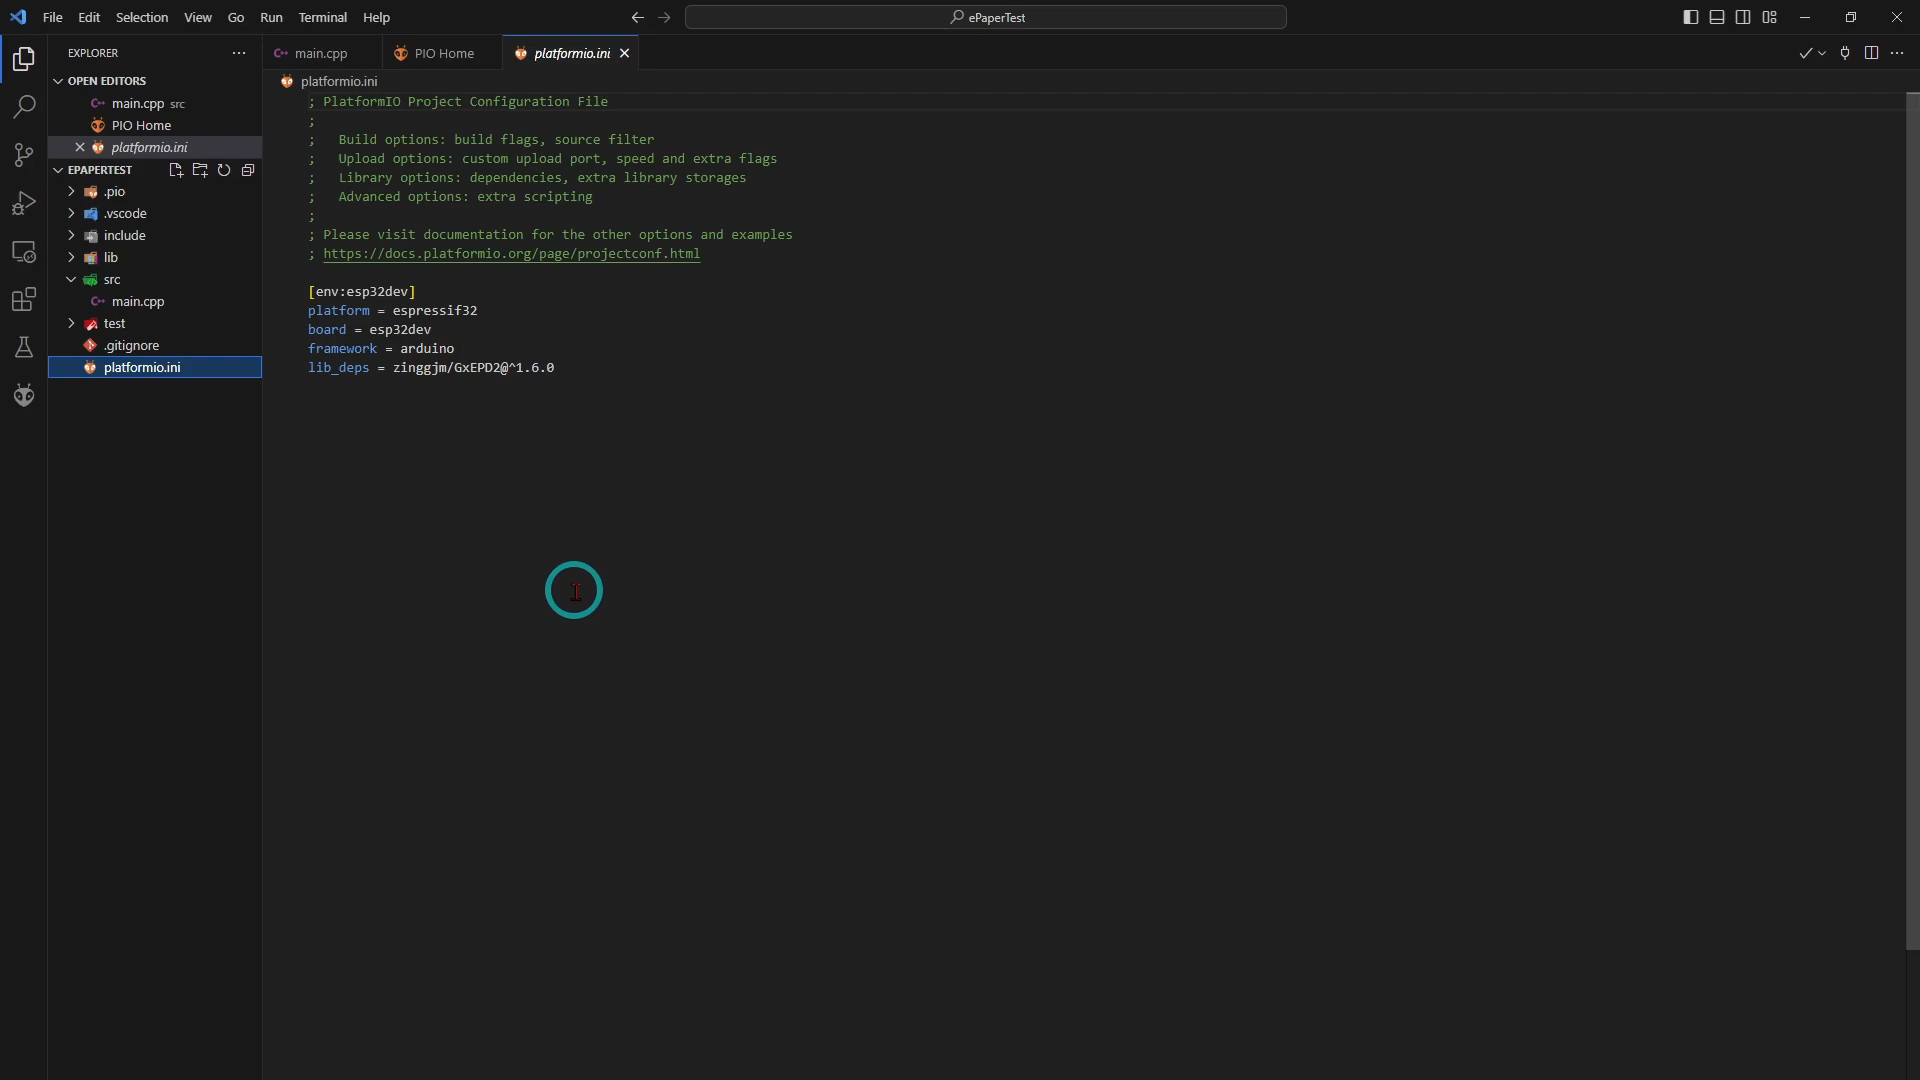 File Edit Selection View Go Run Terminal Help
ePaperTest
EXPLORER
OPEN EDITORS
main.cpp src
PIO Home
platformio.ini
EPAPERTEST
.pio
.vscode
include
lib
src
main.cpp
test
.gitignore
platformio.ini
main.cpp
PIO Home
platformio.ini
platformio.ini
; PlatformIO Project Configuration File
;
;   Build options: build flags, source filter
;   Upload options: custom upload port, speed and extra flags
;   Library options: dependencies, extra library storages
;   Advanced options: extra scripting
;
; Please visit documentation for the other options and examples
; https://docs.platformio.org/page/projectconf.html
[env:esp32dev]
platform = espressif32
board = esp32dev
framework = arduino
lib_deps = zinggjm/GxEPD2@^1.6.0